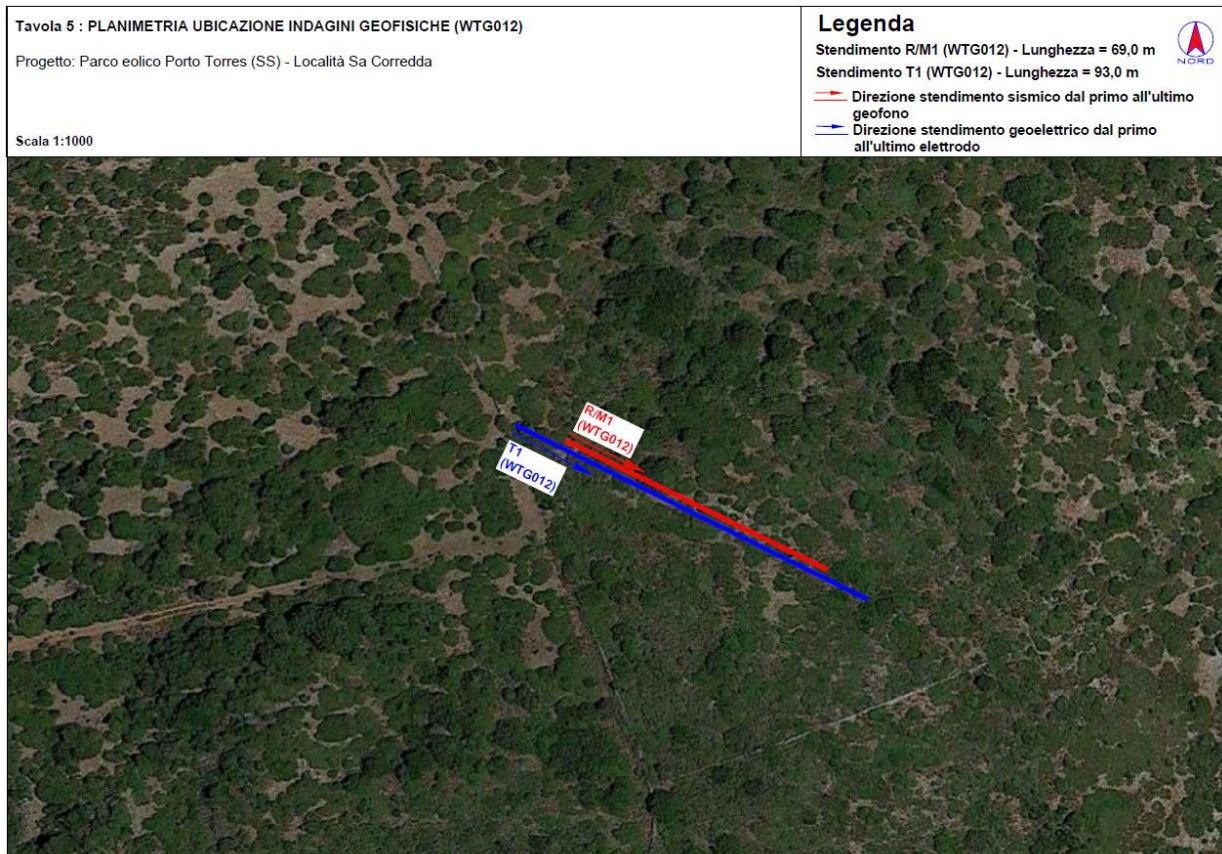 Tavola 5 : PLANIMETRIA UBICAZIONE INDAGINI GEOFISICHE (WTG012)
Progetto: Parco eolico Porto Torres (SS) - Località Sa Corredda
Scala 1:1000
Legenda
Stendimento R/M1 (WTG012) - Lunghezza = 69,0 m
Stendimento T1 (WTG012) - Lunghezza = 93,0 m
Direzione stendimento sismico dal primo all'ultimo
geofono
Direzione stendimento geoelettrico dal primo
all'ultimo elettrodo
NORD
R/M1
(WTG012)
T1
(WTG012)